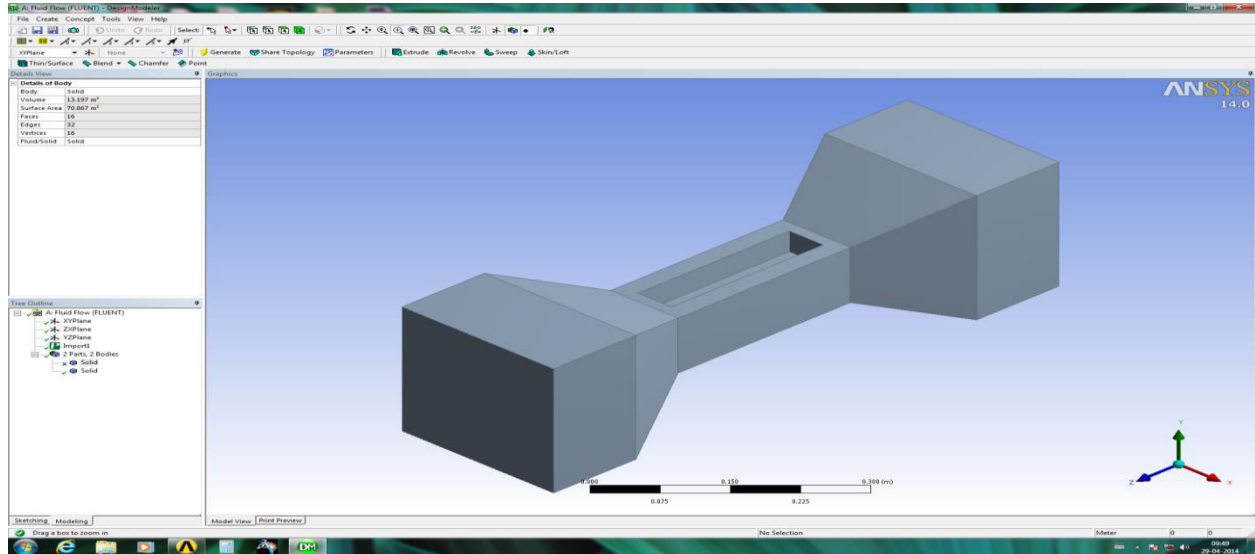 A: Fluid Flow (FLUENT) - DesignModeler
File Create Concept Tools View Help
Undo Redo Select:
XYPlane None Generate Share Topology Parameters Extrude Revolve Sweep Skin/Loft
Thin/Surface Blend Chamfer Point
Details View
Details of Body
Body Solid
Volume 13.197 m³
Surface Area 70.867 m²
Faces 16
Edges 32
Vertices 16
Fluid/Solid Solid
Graphics
ANSYS
14.0
Tree Outline
A: Fluid Flow (FLUENT)
XYPlane
ZXPlane
YZPlane
Import1
2 Parts, 2 Bodies
Solid
Solid
0.000 0.150 0.300 (m)
0.075 0.225
Y
Z
X
Sketching Modeling
Model View Print Preview
Drag a box to zoom in No Selection Meter 0 0
DM
09:49
29-04-2014